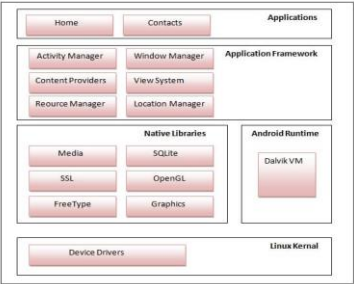 Applications
Home Contacts
Application Framework
Activity Manager Window Manager
Content Providers View System
Reource Manager Location Manager
Native Libraries Android Runtime
Media SQLite Dalvik VM
SSL OpenGL
FreeType Graphics
Linux Kernal
Device Drivers